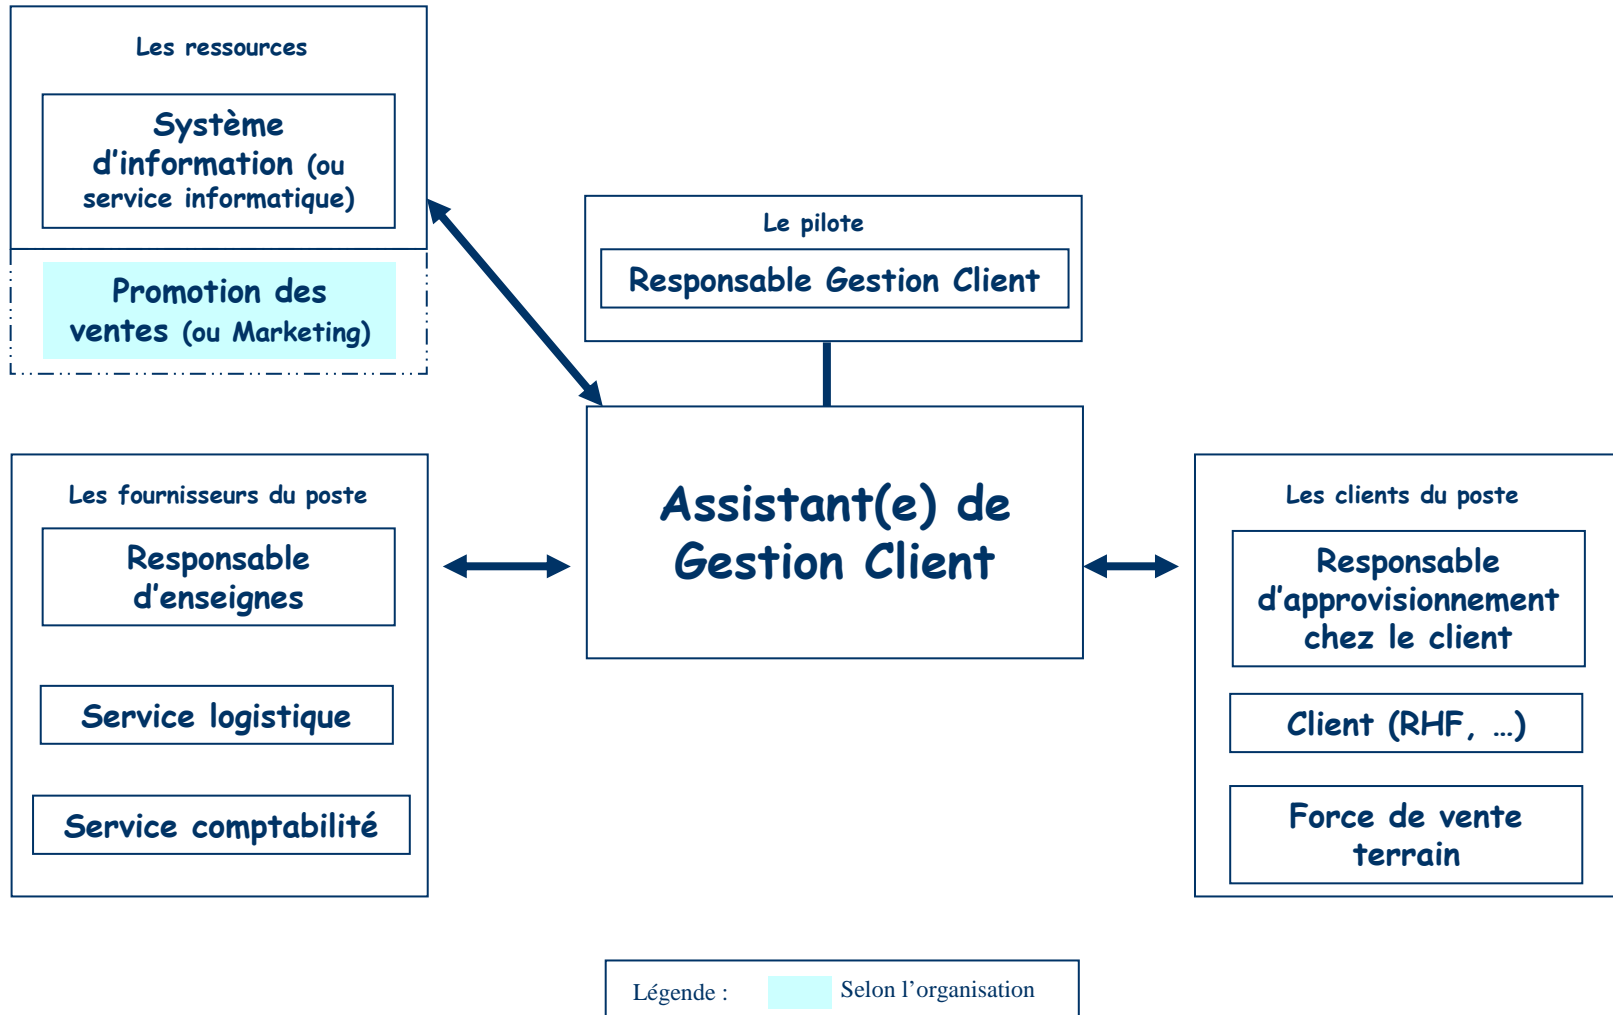 Les ressources
Système
d'information (ou
service informatique)
Promotion des
ventes (ou Marketing)
Le pilote
Responsable Gestion Client
Assistant(e) de
Gestion Client
Les fournisseurs du poste
Responsable
d'enseignes
Service logistique
Service comptabilité
Les clients du poste
Responsable
d'approvisionnement
chez le client
Client (RHF, …)
Force de vente
terrain
Légende : Selon l’organisation